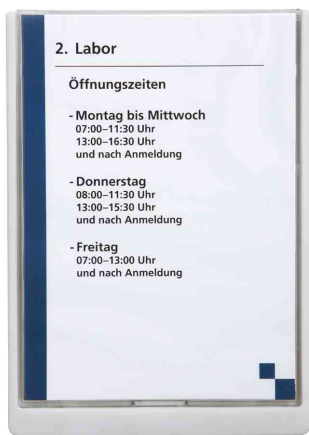 2. Labor
Öffnungszeiten
- Montag bis Mittwoch
07:00–11:30 Uhr
13:00–16:30 Uhr
und nach Anmeldung
- Donnerstag
08:00–11:30 Uhr
13:00–15:30 Uhr
und nach Anmeldung
- Freitag
07:00–13:00 Uhr
und nach Anmeldung